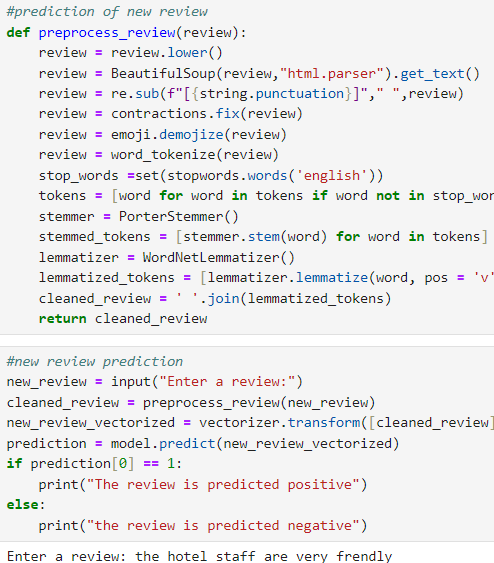 #prediction of new review
def preprocess_review(review):
    review = review.lower()
    review = BeautifulSoup(review,"html.parser").get_text()
    review = re.sub(f"[{string.punctuation}]"," ",review)
    review = contractions.fix(review)
    review = emoji.demojize(review)
    review = word_tokenize(review)
    stop_words =set(stopwords.words('english'))
    tokens = [word for word in tokens if word not in stop_wor
    stemmer = PorterStemmer()
    stemmed_tokens = [stemmer.stem(word) for word in tokens]
    lemmatizer = WordNetLemmatizer()
    lemmatized_tokens = [lemmatizer.lemmatize(word, pos = 'v'
    cleaned_review = ' '.join(lemmatized_tokens)
    return cleaned_review
#new review prediction
new_review = input("Enter a review:")
cleaned_review = preprocess_review(new_review)
new_review_vectorized = vectorizer.transform([cleaned_review]
prediction = model.predict(new_review_vectorized)
if prediction[0] == 1:
    print("The review is predicted positive")
else:
    print("the review is predicted negative")
Enter a review: the hotel staff are very frendly